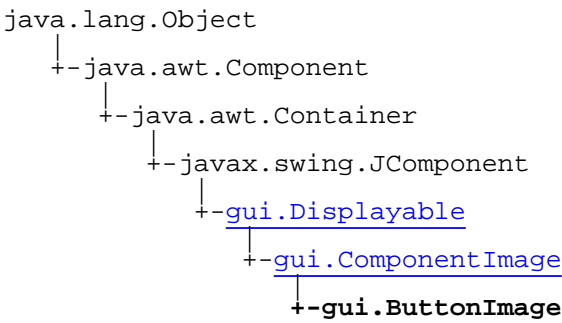 java.lang.Object
|
+-java.awt.Component
|
+-java.awt.Container
|
+-javax.swing.JComponent
|
+-gui.Displayable
|
+-gui.ComponentImage
|
+-gui.ButtonImage